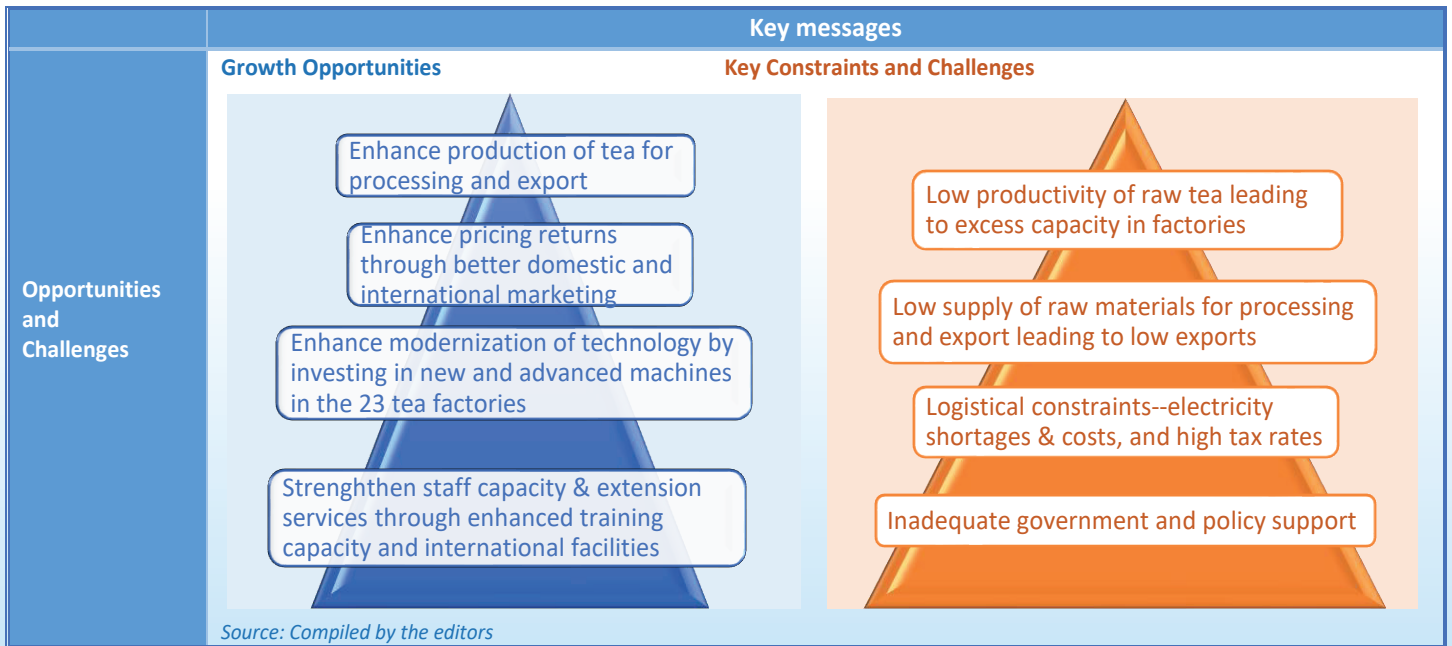 Key messages
Opportunities
and
Challenges
Growth Opportunities
Enhance production of tea for
processing and export
Enhance pricing returns
through better domestic and
international marketing
Enhance modernization of technology by
investing in new and advanced machines
in the 23 tea factories
Strenghthen staff capacity & extension
services through enhanced training
capacity and international facilities
Key Constraints and Challenges
Low productivity of raw tea leading
to excess capacity in factories
Low supply of raw materials for processing
and export leading to low exports
Logistical constraints--electricity
shortages & costs, and high tax rates
Inadequate government and policy support
Source: Compiled by the editors